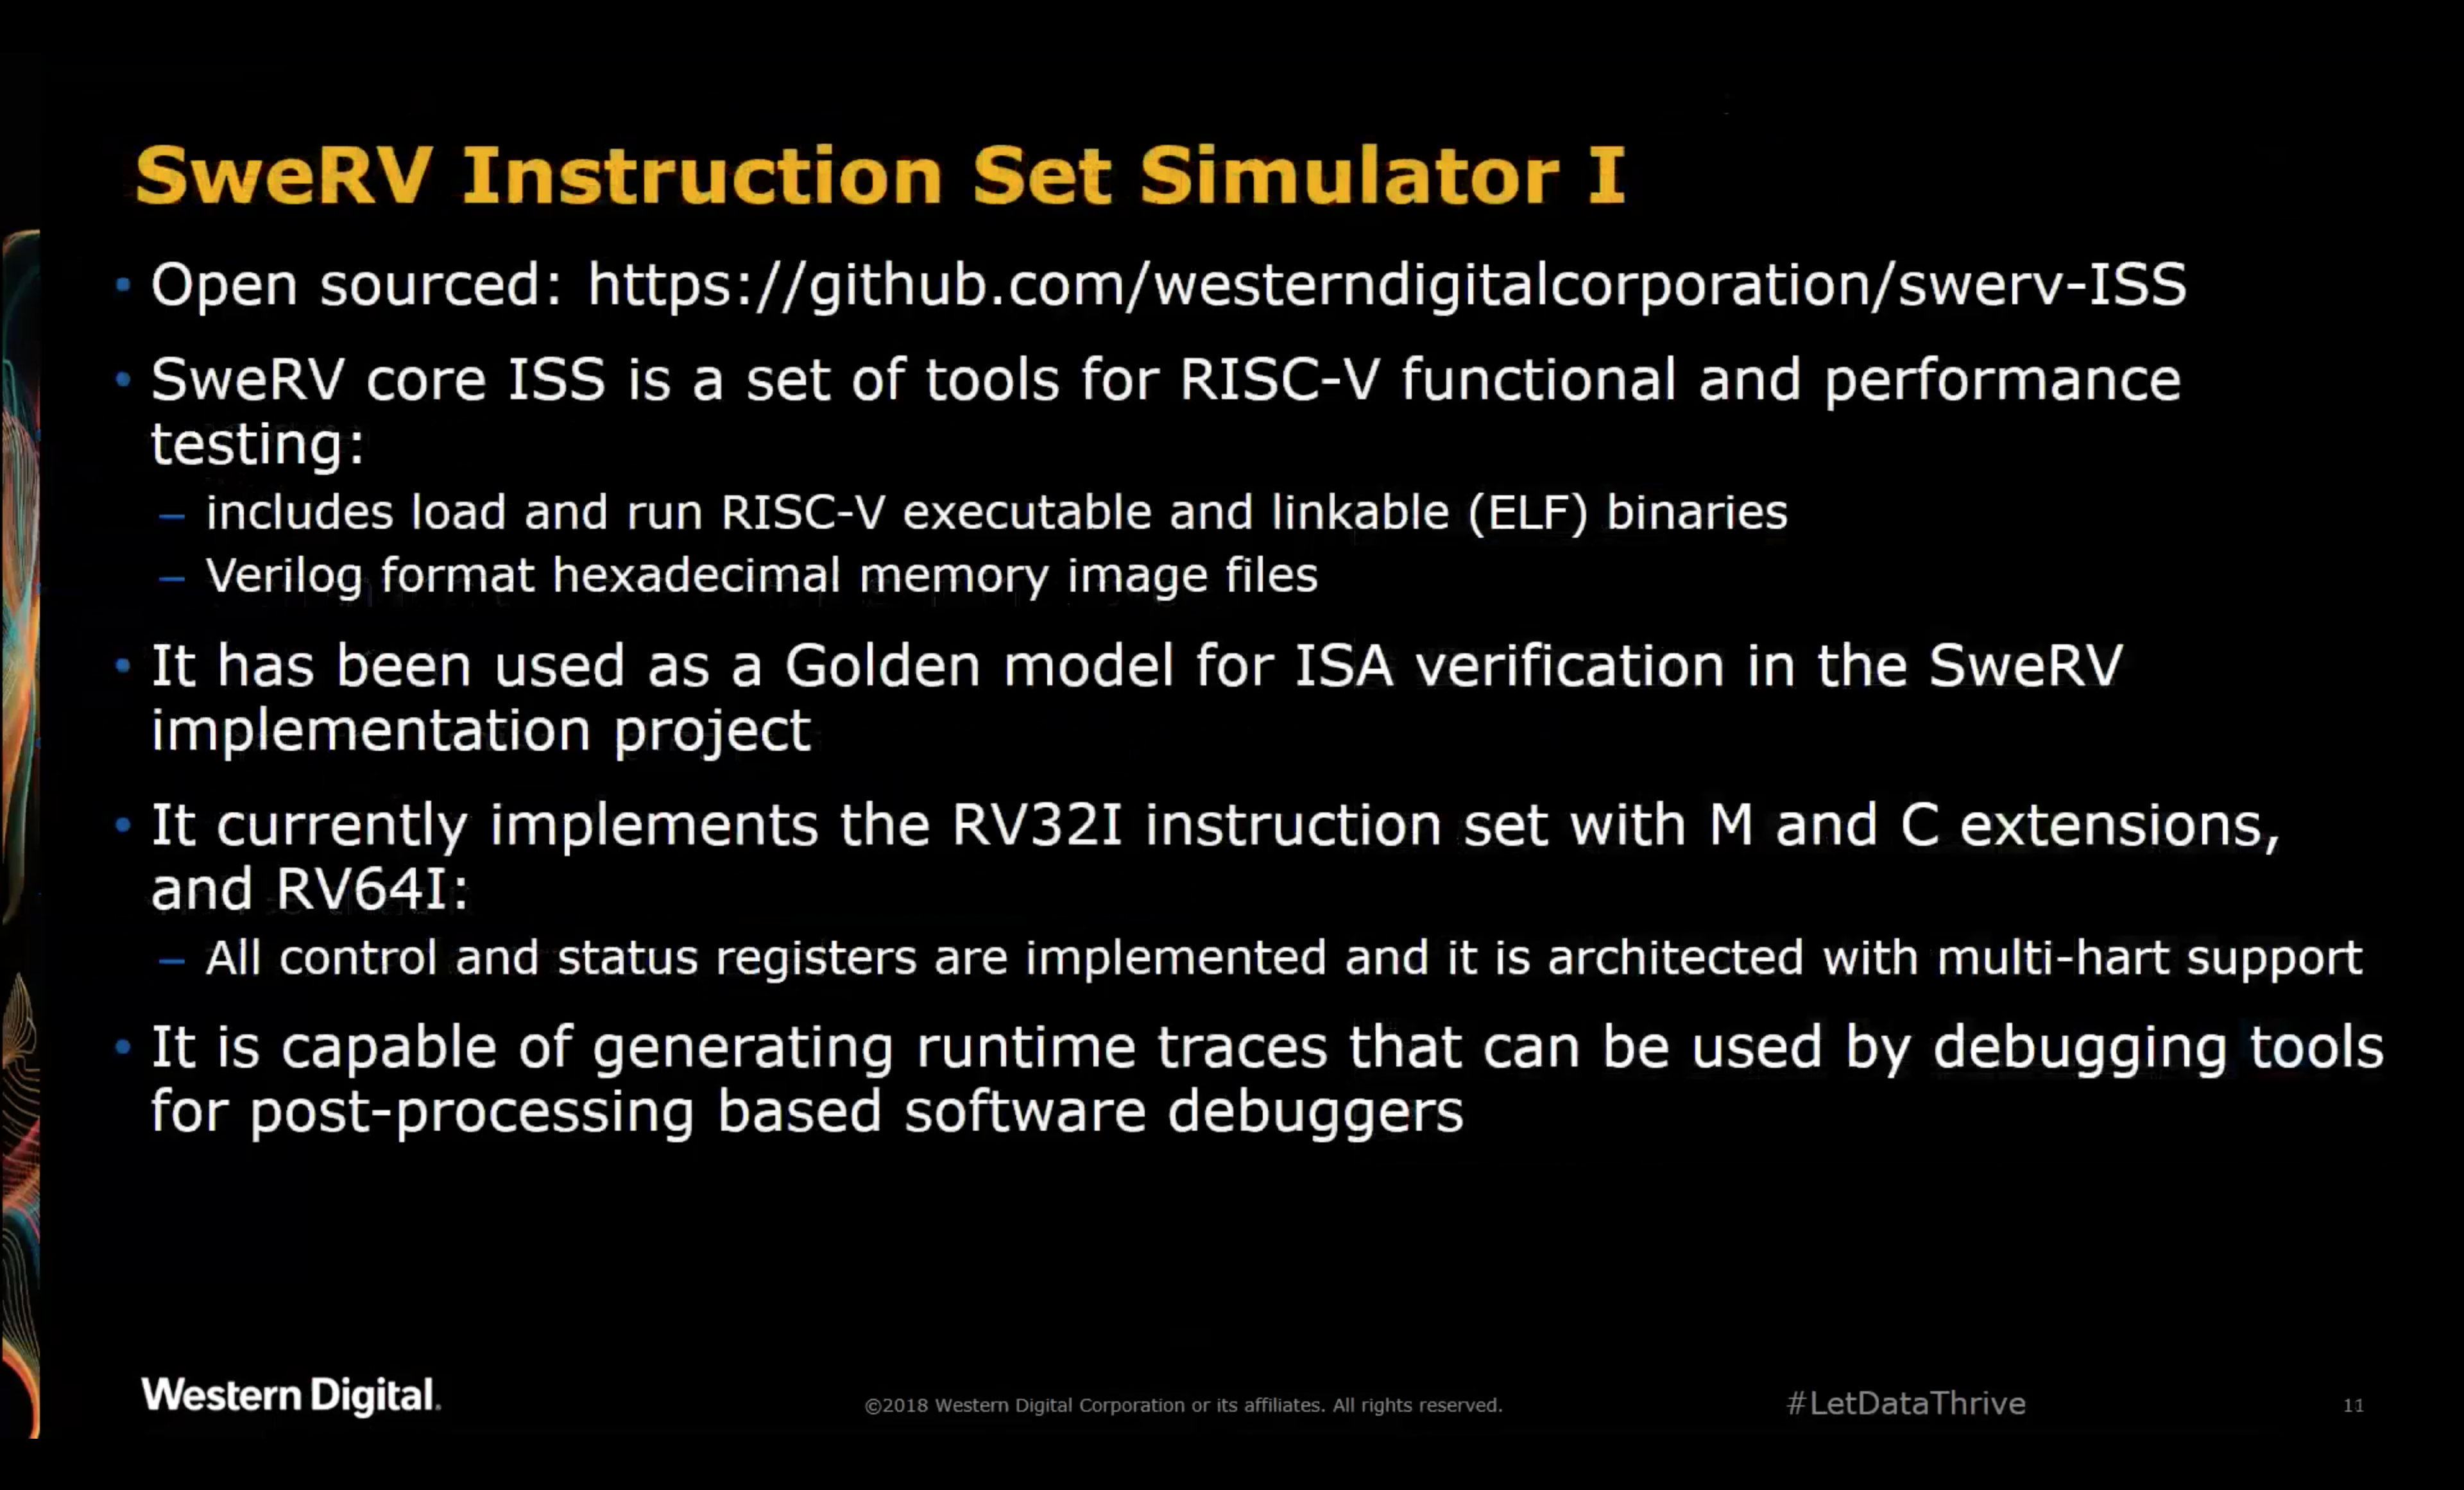 SweRV Instruction Set Simulator I
• Open sourced: https://github.com/westerndigitalcorporation/swerv-ISS
• SweRV core ISS is a set of tools for RISC-V functional and performance
testing:
– includes load and run RISC-V executable and linkable (ELF) binaries
– Verilog format hexadecimal memory image files
• It has been used as a Golden model for ISA verification in the SweRV
implementation project
• It currently implements the RV32I instruction set with M and C extensions,
and RV64I:
– All control and status registers are implemented and it is architected with multi-hart support
• It is capable of generating runtime traces that can be used by debugging tools
for post-processing based software debuggers
Western Digital.
©2018 Western Digital Corporation or its affiliates. All rights reserved.
#LetDataThrive
11